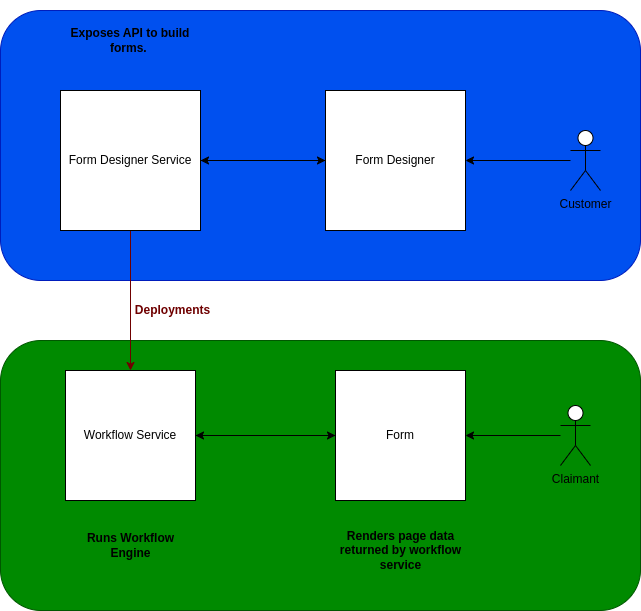 Exposes API to build
forms.
Form Designer Service
Form Designer
Customer
Deployments
Workflow Service
Form
Claimant
Runs Workflow
Engine
Renders page data
returned by workflow
service